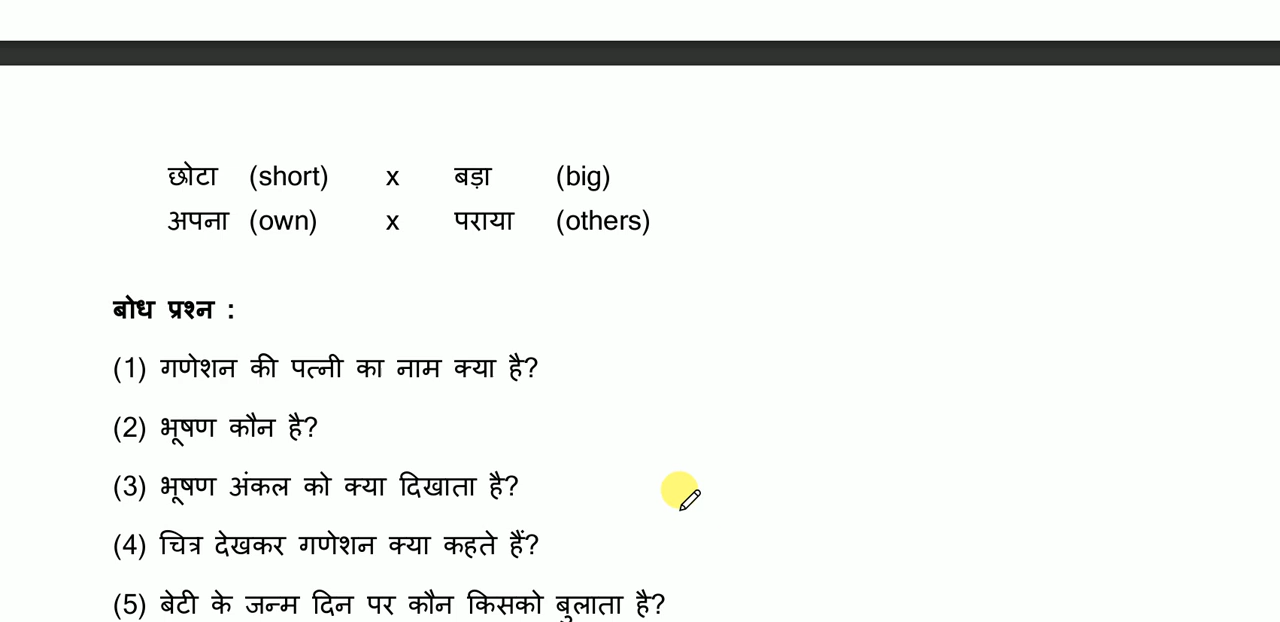 छोटा (short) x बड़ा (big)
अपना (own) x पराया (others)
बोध प्रश्न :
(1) गणेशन की पत्नी का नाम क्या है?
(2) भूषण कौन है?
(3) भूषण अंकल को क्या दिखाता है?
(4) चित्र देखकर गणेशन क्या कहते हैं?
(5) बेटी के जन्म दिन पर कौन किसको बुलाता है?